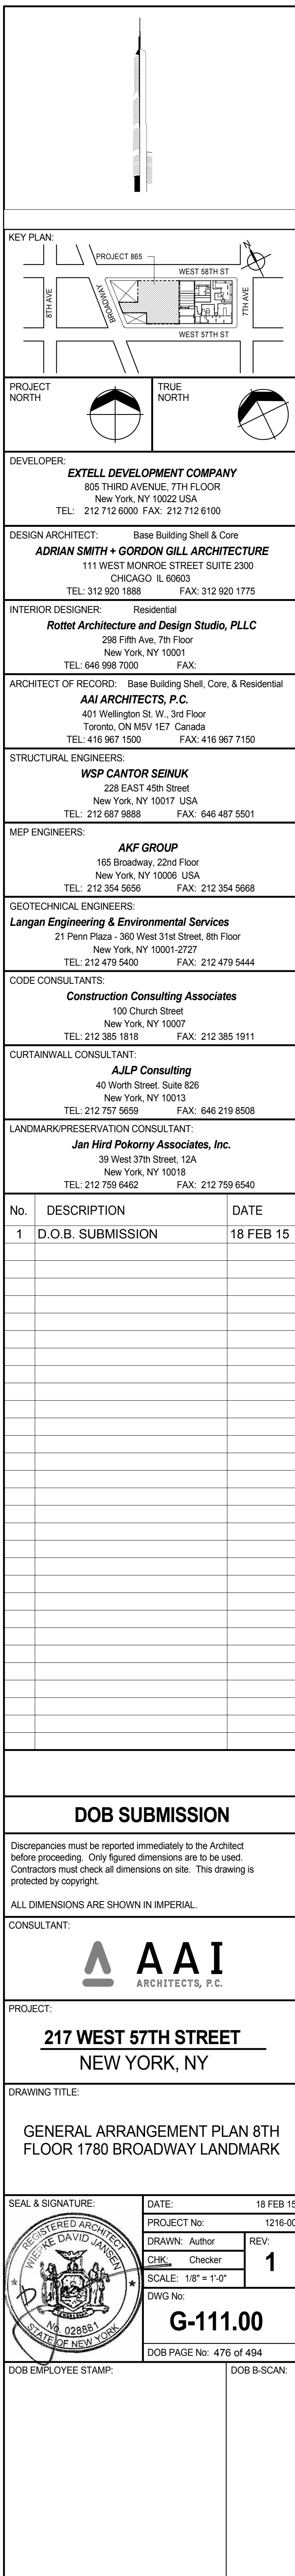 KEY PLAN:
N
PROJECT 865
WEST 58TH ST
8TH AVE
BROADWAY
7TH AVE
WEST 57TH ST
PROJECT
NORTH
TRUE
NORTH
DEVELOPER:
EXTELL DEVELOPMENT COMPANY
805 THIRD AVENUE, 7TH FLOOR
New York, NY 10022 USA
TEL: 212 712 6000 FAX: 212 712 6100
DESIGN ARCHITECT: Base Building Shell & Core
ADRIAN SMITH + GORDON GILL ARCHITECTURE
111 WEST MONROE STREET SUITE 2300
CHICAGO IL 60603
TEL: 312 920 1888 FAX: 312 920 1775
INTERIOR DESIGNER: Residential
Rottet Architecture and Design Studio, PLLC
298 Fifth Ave, 7th Floor
New York, NY 10001
TEL: 646 998 7000 FAX:
ARCHITECT OF RECORD: Base Building Shell, Core, & Residential
AAI ARCHITECTS, P.C.
401 Wellington St. W., 3rd Floor
Toronto, ON M5V 1E7 Canada
TEL: 416 967 1500 FAX: 416 967 7150
STRUCTURAL ENGINEERS:
WSP CANTOR SEINUK
228 EAST 45th Street
New York, NY 10017 USA
TEL: 212 687 9888 FAX: 646 487 5501
MEP ENGINEERS:
AKF GROUP
165 Broadway, 22nd Floor
New York, NY 10006 USA
TEL: 212 354 5656 FAX: 212 354 5668
GEOTECHNICAL ENGINEERS:
Langan Engineering & Environmental Services
21 Penn Plaza - 360 West 31st Street, 8th Floor
New York, NY 10001-2727
TEL: 212 479 5400 FAX: 212 479 5444
CODE CONSULTANTS:
Construction Consulting Associates
100 Church Street
New York, NY 10007
TEL: 212 385 1818 FAX: 212 385 1911
CURTAINWALL CONSULTANT:
AJLP Consulting
40 Worth Street. Suite 826
New York, NY 10013
TEL: 212 757 5659 FAX: 646 219 8508
LANDMARK/PRESERVATION CONSULTANT:
Jan Hird Pokorny Associates, Inc.
39 West 37th Street, 12A
New York, NY 10018
TEL: 212 759 6462 FAX: 212 759 6540
No. DESCRIPTION DATE
1 D.O.B. SUBMISSION 18 FEB 15
DOB SUBMISSION
Discrepancies must be reported immediately to the Architect
before proceeding. Only figured dimensions are to be used.
Contractors must check all dimensions on site. This drawing is
protected by copyright.
ALL DIMENSIONS ARE SHOWN IN IMPERIAL.
CONSULTANT:
AAI
ARCHITECTS, P.C.
PROJECT:
217 WEST 57TH STREET
NEW YORK, NY
DRAWING TITLE:
GENERAL ARRANGEMENT PLAN 8TH
FLOOR 1780 BROADWAY LANDMARK
SEAL & SIGNATURE:
REGISTERED ARCHITECT
DAVID JANSEN
No. 028881
STATE OF NEW YORK
DATE: 18 FEB 15
PROJECT No: 1216-00
DRAWN: Author
REV:
CHK: Checker
1
SCALE: 1/8" = 1'-0"
DWG No:
G-111.00
DOB PAGE No: 476 of 494
DOB EMPLOYEE STAMP:
DOB B-SCAN: